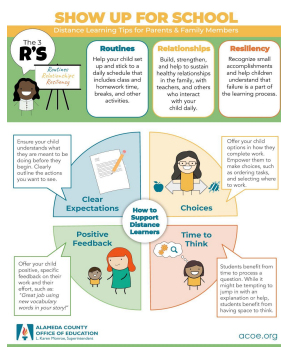 SHOW UP FOR SCHOOL
Distance Learning Tips for Parents & Family Members
The 3
R'S
Routines
Relationships
Resiliency
Routines
Help your child set
up and stick to a
daily schedule that
includes class and
homework time,
breaks, and other
activities.
Relationships
Build, strengthen,
and help to sustain
healthy relationships
in the family, with
teachers, and others
who interact
with your
child daily.
Resiliency
Recognize small
accomplishments
and help children
understand that
failure is a part of
the learning process.
Ensure your child
understands what
they are meant to be
doing before they
begin. Clearly
outline the actions
you want to see.
Clear
Expectations
Offer your child
options in how they
complete work.
Empower them to
make choices, such
as ordering tasks,
and selecting where
to work.
Choices
How to
Support
Distance
Learners
Positive
Feedback
Offer your child
positive, specific
feedback on their
work and their
effort, such as:
"Great job using
new vocabulary
words in your story!"
Time to
Think
Students benefit from
time to process a
question. While it
might be tempting to
jump in with an
explanation or help,
students benefit from
having space to think.
ALAMEDA COUNTY
OFFICE OF EDUCATION
L. Karen Monroe, Superintendent
acoe.org